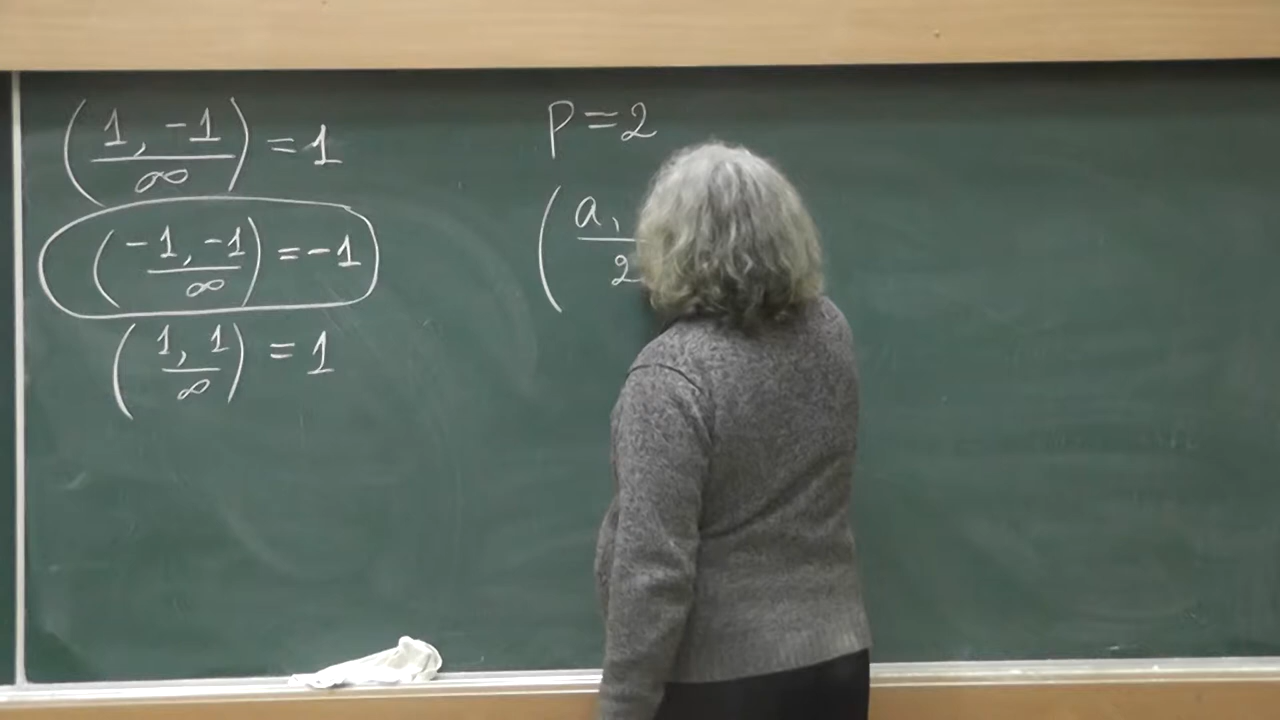 (1, -1 / ∞) = 1
(-1, -1 / ∞) = -1
(1, 1 / ∞) = 1
P = 2
(a, / 2